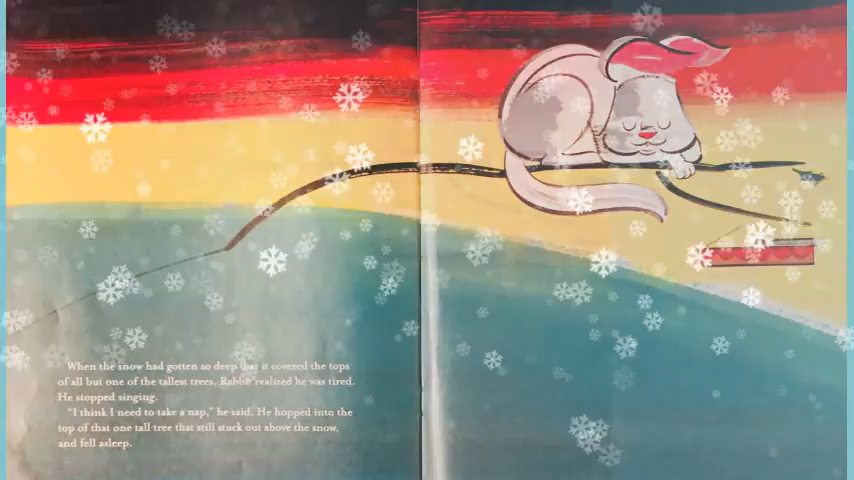 When the snow had gotten so deep that it covered the tops
of all but one of the tallest trees, Rabbit realized he was tired.
He stopped singing.
"I think I need to take a nap," he said. He hopped into the
top of that one tall tree that still stuck out above the snow,
and fell asleep.